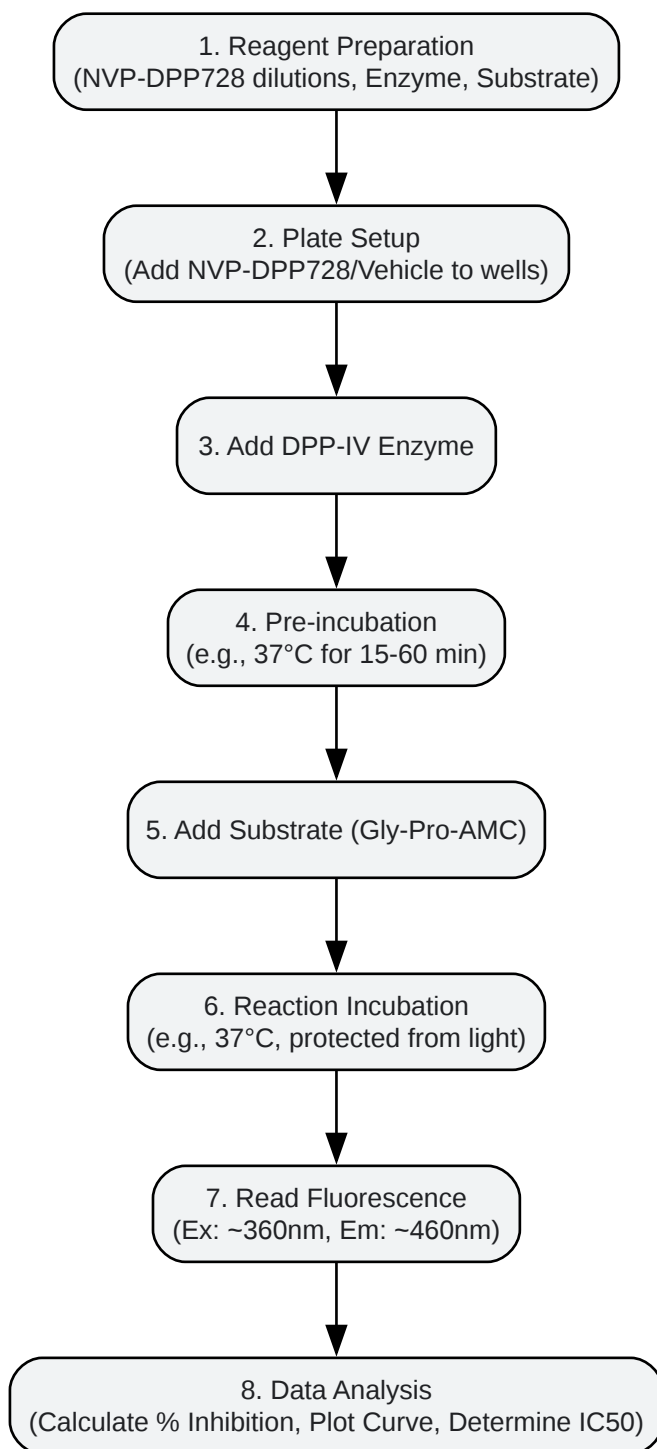 1. Reagent Preparation
(NVP-DPP728 dilutions, Enzyme, Substrate)
2. Plate Setup
(Add NVP-DPP728/Vehicle to wells)
3. Add DPP-IV Enzyme
4. Pre-incubation
(e.g., 37°C for 15-60 min)
5. Add Substrate (Gly-Pro-AMC)
6. Reaction Incubation
(e.g., 37°C, protected from light)
7. Read Fluorescence
(Ex: ~360nm, Em: ~460nm)
8. Data Analysis
(Calculate % Inhibition, Plot Curve, Determine IC50)